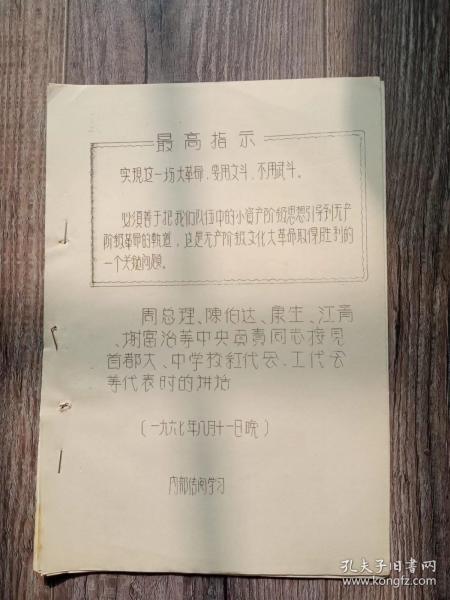 最高指示
实现这一场大革命，要用文斗，不用武斗。
必须善于把我们队伍中的小资产阶级思想引导到无产
阶级革命的轨道，这是无产阶级文化大革命取得胜利的
一个关键问题。
周总理、陳伯达、康生、江青
、谢富治等中央负责同志接见
首都大、中学校紅代会、工代会
等代表时的讲话
（一九六七年八月十一日晚）
内部传阅学习
孔夫子旧书网
www.kongfz.com